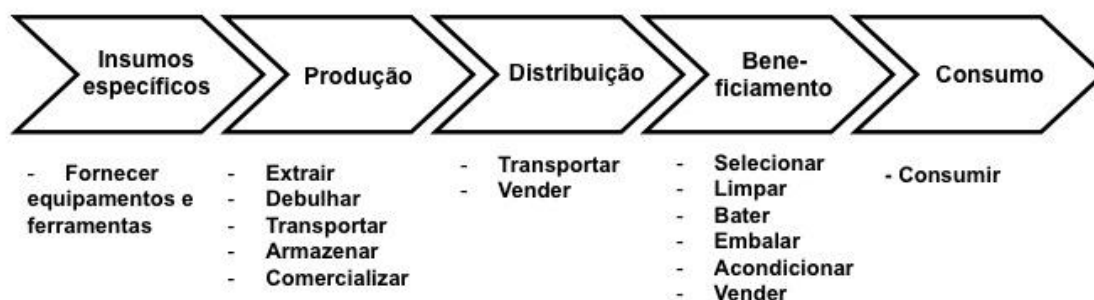 Insumos
específicos
Produção
Distribuição
Bene-
ficiamento
Consumo
- Fornecer
equipamentos e
ferramentas
- Extrair
- Debulhar
- Transportar
- Armazenar
- Comercializar
- Transportar
- Vender
- Selecionar
- Limpar
- Bater
- Embalar
- Acondicionar
- Vender
- Consumir